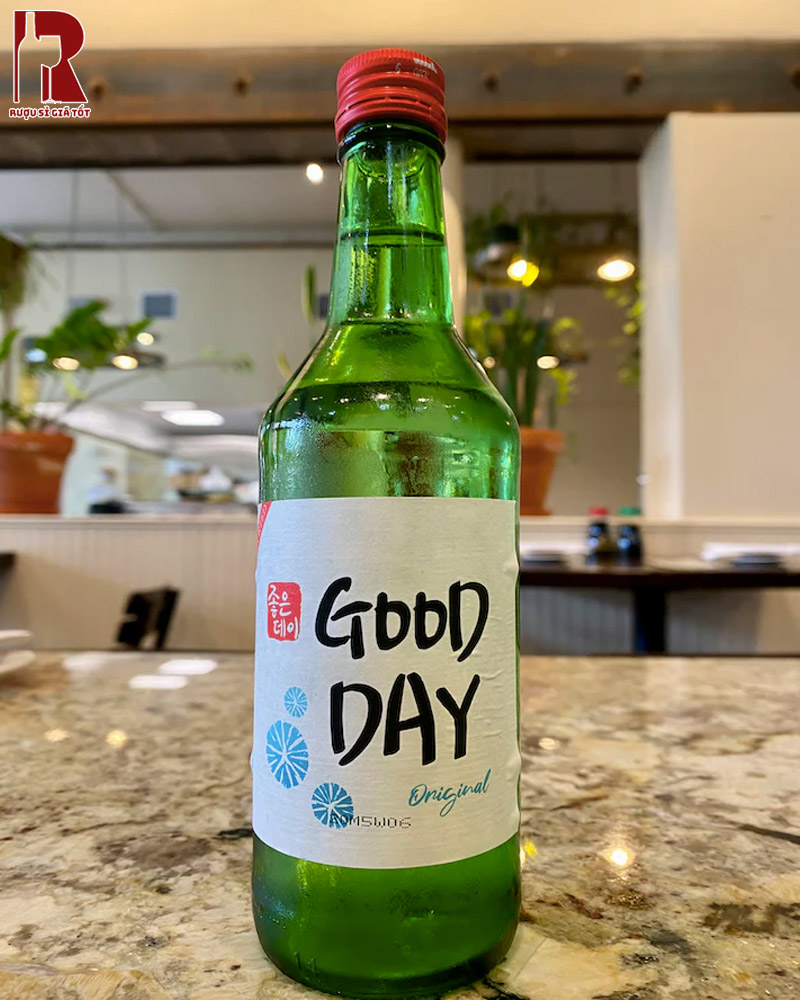 RƯỢU SỈ GIÁ TỐT
좋은
데이
GOOD
DAY
Original